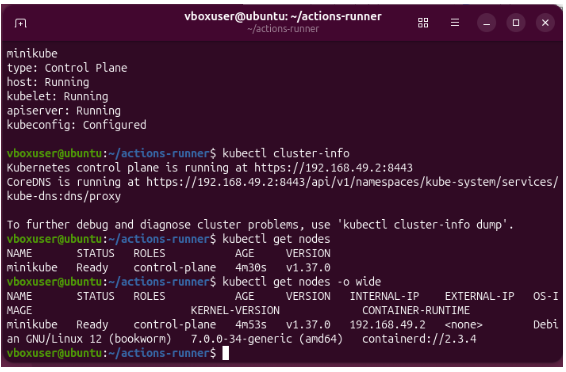 vboxuser@ubuntu: ~/actions-runner
~/actions-runner
minikube
type: Control Plane
host: Running
kubelet: Running
apiserver: Running
kubeconfig: Configured
vboxuser@ubuntu:~/actions-runner$ kubectl cluster-info
Kubernetes control plane is running at https://192.168.49.2:8443
CoreDNS is running at https://192.168.49.2:8443/api/v1/namespaces/kube-system/services/
kube-dns:dns/proxy
To further debug and diagnose cluster problems, use 'kubectl cluster-info dump'.
vboxuser@ubuntu:~/actions-runner$ kubectl get nodes
NAME       STATUS   ROLES           AGE     VERSION
minikube   Ready    control-plane   4m30s   v1.37.0
vboxuser@ubuntu:~/actions-runner$ kubectl get nodes -o wide
NAME       STATUS   ROLES           AGE     VERSION   INTERNAL-IP    EXTERNAL-IP   OS-I
MAGE                         KERNEL-VERSION             CONTAINER-RUNTIME
minikube   Ready    control-plane   4m53s   v1.37.0   192.168.49.2   <none>        Debi
an GNU/Linux 12 (bookworm)   7.0.0-34-generic (amd64)   containerd://2.3.4
vboxuser@ubuntu:~/actions-runner$